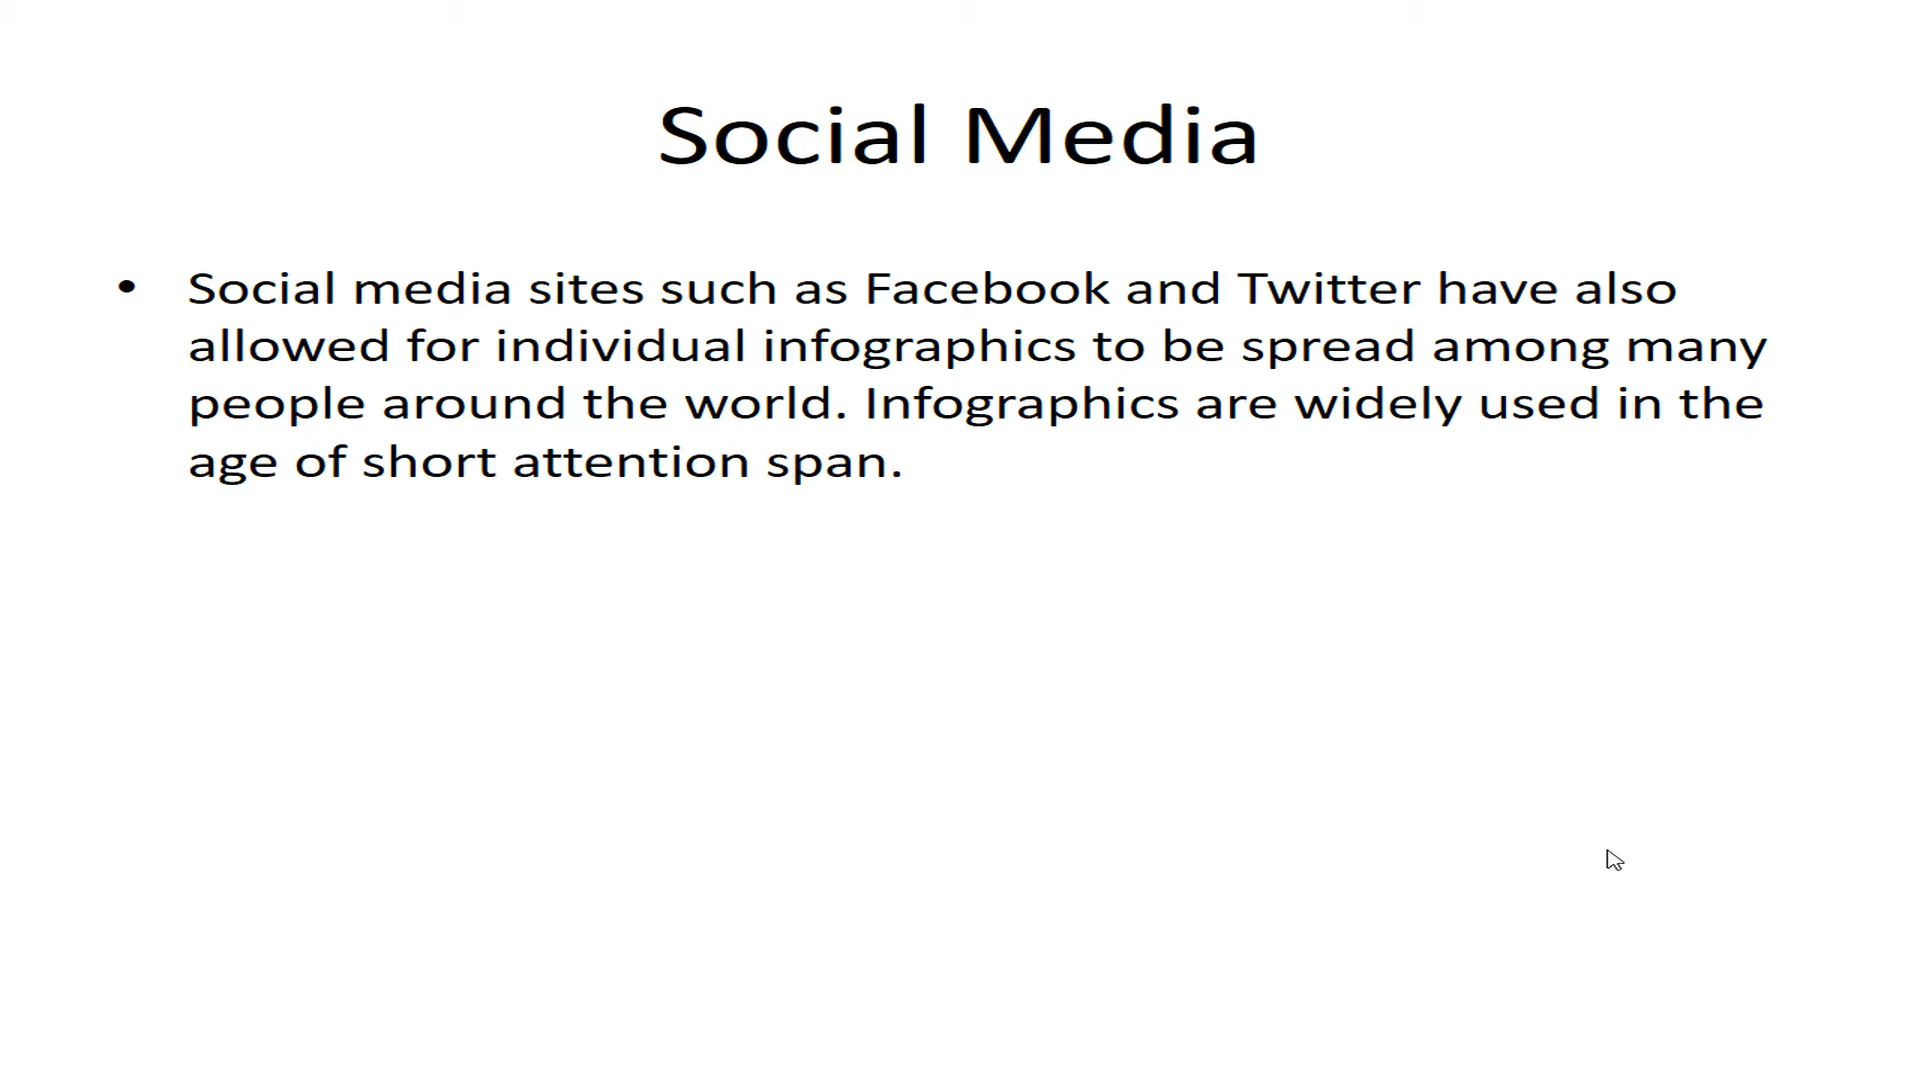 Social Media
• Social media sites such as Facebook and Twitter have also
allowed for individual infographics to be spread among many
people around the world. Infographics are widely used in the
age of short attention span.